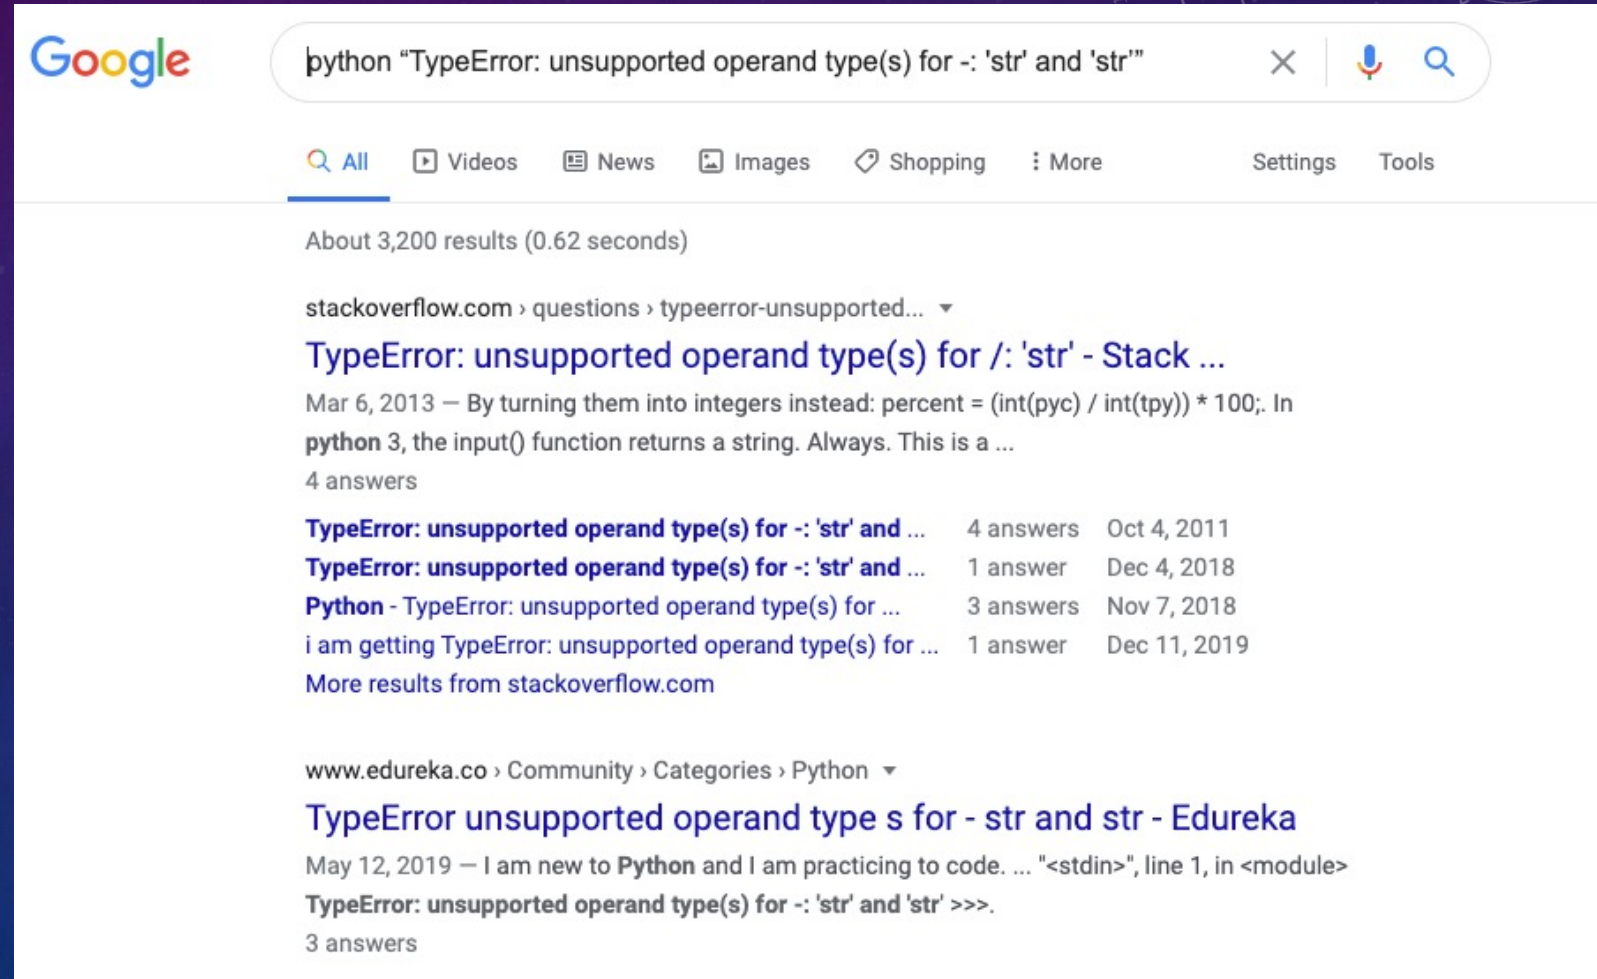 Google
python “TypeError: unsupported operand type(s) for -: 'str' and 'str'”
All Videos News Images Shopping More Settings Tools
About 3,200 results (0.62 seconds)
stackoverflow.com › questions › typeerror-unsupported...
TypeError: unsupported operand type(s) for /: 'str' - Stack ...
Mar 6, 2013 — By turning them into integers instead: percent = (int(pyc) / int(tpy)) * 100;. In
python 3, the input() function returns a string. Always. This is a ...
4 answers
TypeError: unsupported operand type(s) for -: 'str' and ... 4 answers Oct 4, 2011
TypeError: unsupported operand type(s) for -: 'str' and ... 1 answer Dec 4, 2018
Python - TypeError: unsupported operand type(s) for ... 3 answers Nov 7, 2018
i am getting TypeError: unsupported operand type(s) for ... 1 answer Dec 11, 2019
More results from stackoverflow.com
www.edureka.co › Community › Categories › Python
TypeError unsupported operand type s for - str and str - Edureka
May 12, 2019 — I am new to Python and I am practicing to code. ... "<stdin>", line 1, in <module>
TypeError: unsupported operand type(s) for -: 'str' and 'str' >>>.
3 answers